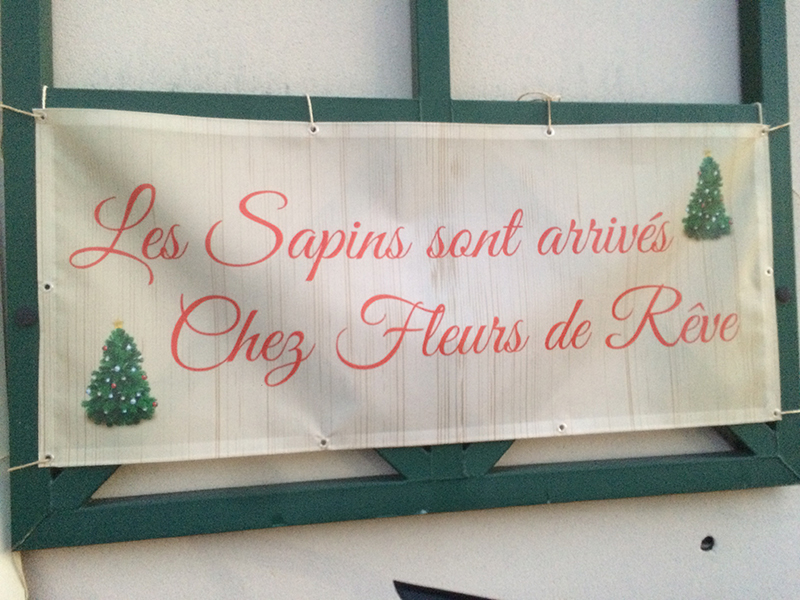 Les Sapins sont arrivés
Chez Fleurs de Rêve